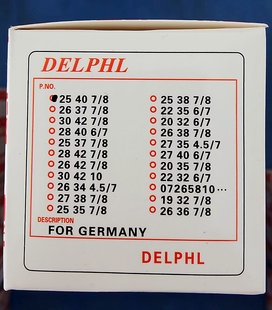 DELPHL
P.NO.
25 40 7/8
26 37 7/8
30 42 7/8
28 40 6/7
25 37 7/8
28 42 7/8
26 42 7/8
30 42 10
26 34 4.5/7
27 38 7/8
25 35 7/8
25 38 7/8
22 35 6/7
20 32 6/7
26 38 7/8
27 35 4.5/7
27 40 6/7
20 35 7/8
22 32 6/7
07265810···
19 32 7/8
26 36 7/8
DESCRIPTION
FOR GERMANY
DELPHL